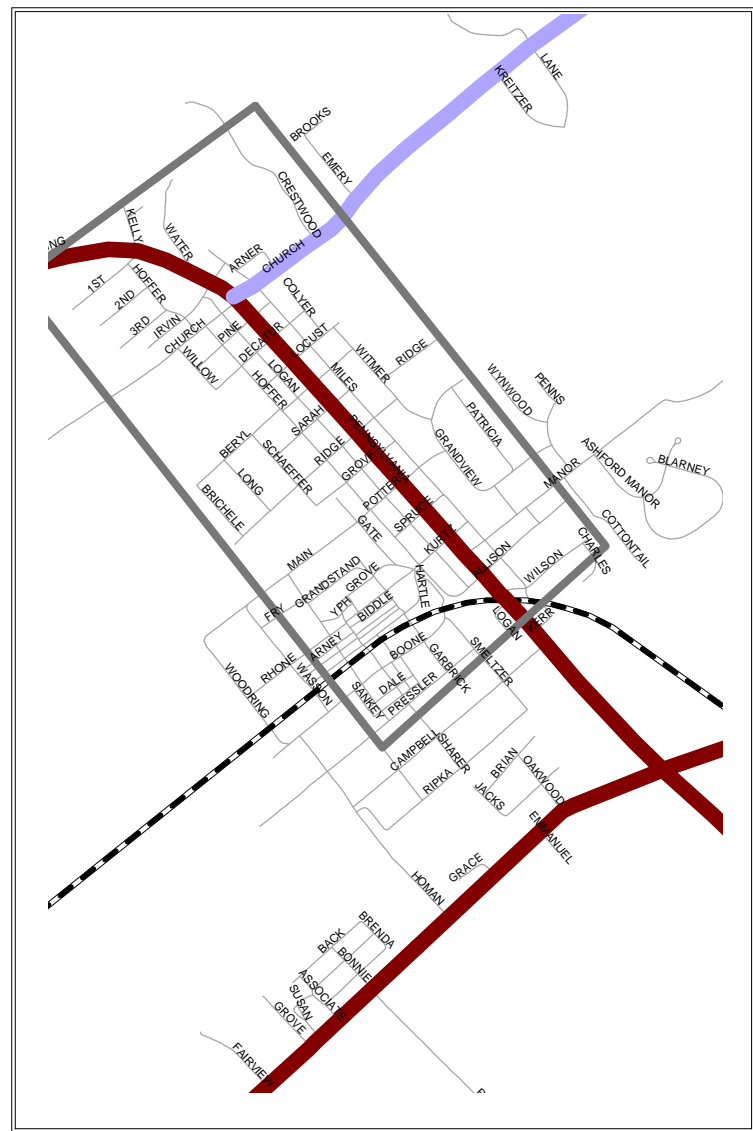 LANE
KREITZER
BROOKS
EMERY
CRESTWOOD
KELLY
WATER
ARNER
CHURCH
1ST
2ND
HOFFER
3RD
IRVIN
CHURCH
PINE
COLYER
DECATUR
LOCUST
WILLOW
LOGAN
HOFFER
MILES
WITMER
RIDGE
WYNWOOD
PENNS
PATRICIA
SARAH
PENNSYLVANIA
BERYL
SCHAEFFER
RIDGE
GROVE
GRANDVIEW
LONG
BRICHELE
POTTER
SPRUCE
GATE
KURTZ
MANOR
ASHFORD MANOR
BLARNEY
COTTONTAIL
CHARLES
ALLISON
WILSON
MAIN
GRANDSTAND
GROVE
HARTLE
YPH
BIDDLE
FRY
ARNEY
LOGAN
KERR
BOONE
GARBRICK
SMELTZER
RHONE
WASSON
WOODRING
SANKEY
DALE
PRESSLER
CAMPBELL
SHARER
RIPKA
BRIAN
OAKWOOD
JACKS
EMMANUEL
GRACE
HOMAN
BRENDA
BACK
BONNIE
ASSOCIATE
SUSAN
GROVE
FAIRVIEW